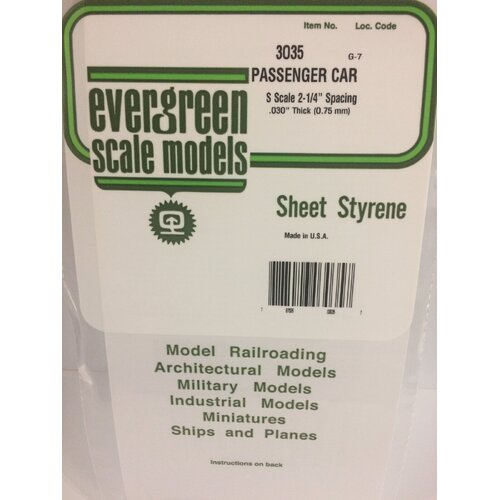 Item No. Loc. Code
3035 G-7
PASSENGER CAR
S Scale 2-1/4" Spacing
.030" Thick (0.75 mm)
evergreen
scale models
Sheet Styrene
Made in U.S.A.
Model Railroading
Architectural Models
Military Models
Industrial Models
Miniatures
Ships and Planes
Instructions on back